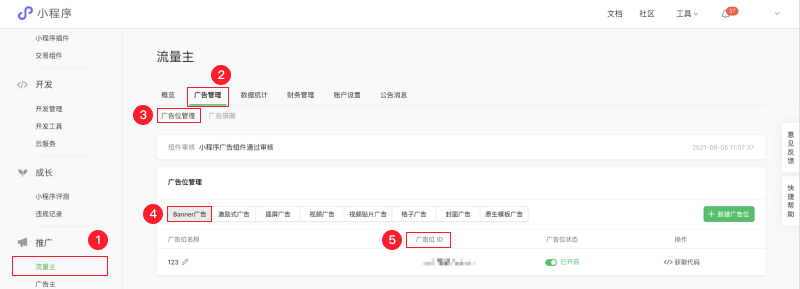 小程序
文档 社区 工具 37
小程序插件
交易组件
开发
开发管理
开发工具
云服务
成长
小程序评测
违规记录
推广
1
流量主
广告主
流量主
2
概览 广告管理 数据统计 财务管理 账户设置 公告消息
3 广告位管理 广告屏蔽
组件审核 小程序广告组件通过审核 2021-08-05 11:07:37
广告位管理
4 Banner广告 激励式广告 插屏广告 视频广告 视频贴片广告 格子广告 封面广告 原生模板广告 + 新建广告位
广告位名称 5 广告位 ID 广告位状态 操作
123 已开启 </> 获取代码
意见反馈
快捷帮助